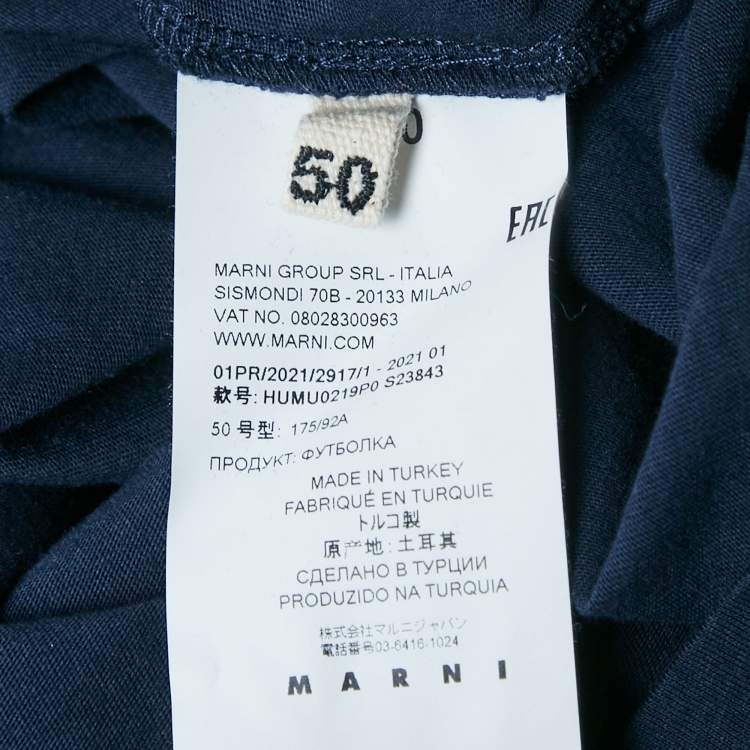 50
EAC
MARNI GROUP SRL - ITALIA
SISMONDI 70B - 20133 MILANO
VAT NO. 08028300963
WWW.MARNI.COM
01PR/2021/2917/1 - 2021 01
款号: HUMU0219P0 S23843
50 号型: 175/92A
ПРОДУКТ: ФУТБОЛКА
MADE IN TURKEY
FABRIQUÉ EN TURQUIE
トルコ製
原产地: 土耳其
СДЕЛАНО В ТУРЦИИ
PRODUZIDO NA TURQUIA
株式会社マルニジャパン
電話番号03-6416-1024
MARNI